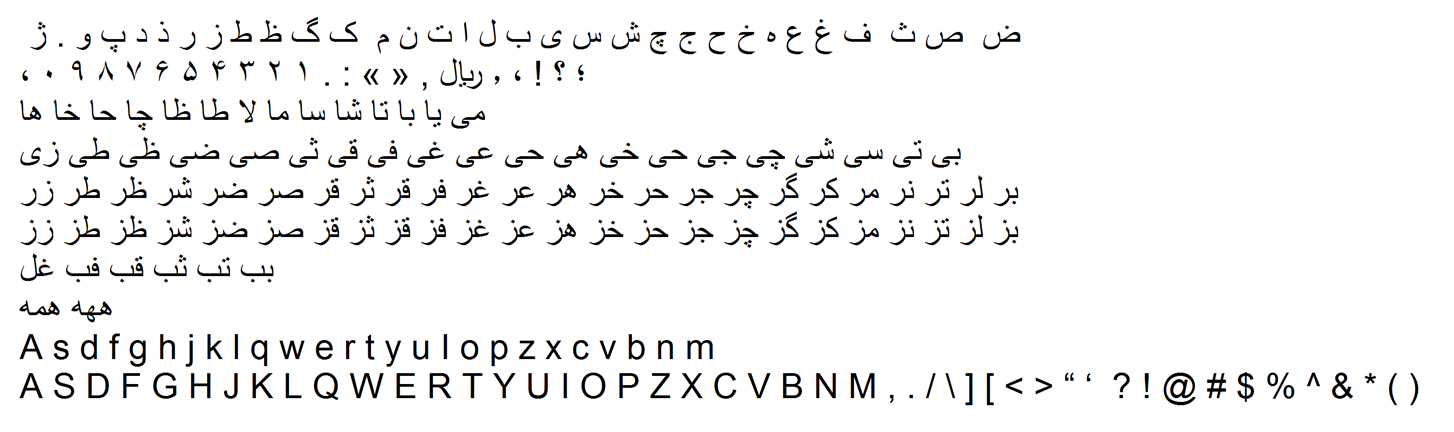 ض ص ث ف غ ع ه خ ح ج چ ش س ی ب ل ا ت ن م ک گ ظ ط ز ر ذ د پ و . ژ
؛ ؟ ! ، , ریال , « » : . ۱ ۲ ۳ ۴ ۵ ۶ ۷ ۸ ۹ ۰ ،
می یا با تا شا سا ما لا طا ظا چا حا خا ها
بی تی سی شی چی جی حی خی هی حی عی غی فی قی ثی صی ضی ظی طی زی
بر لر تر نر مر کر گر چر جر حر خر هر عر غر فر قر ثر قر صر ضر شر ظر طر زر
بز لز تز نز مز کز گز چز جز حز خز هز عز غز فز قز ثز قز صز ضز شز ظز طز زز
بب تب ثب قب فب غل
ههه همه
A s d f g h j k l q w e r t y u I o p z x c v b n m
A S D F G H J K L Q W E R T Y U I O P Z X C V B N M , . / \ ] [ < > “ ‘ ? ! @ # $ % ^ & * ( )